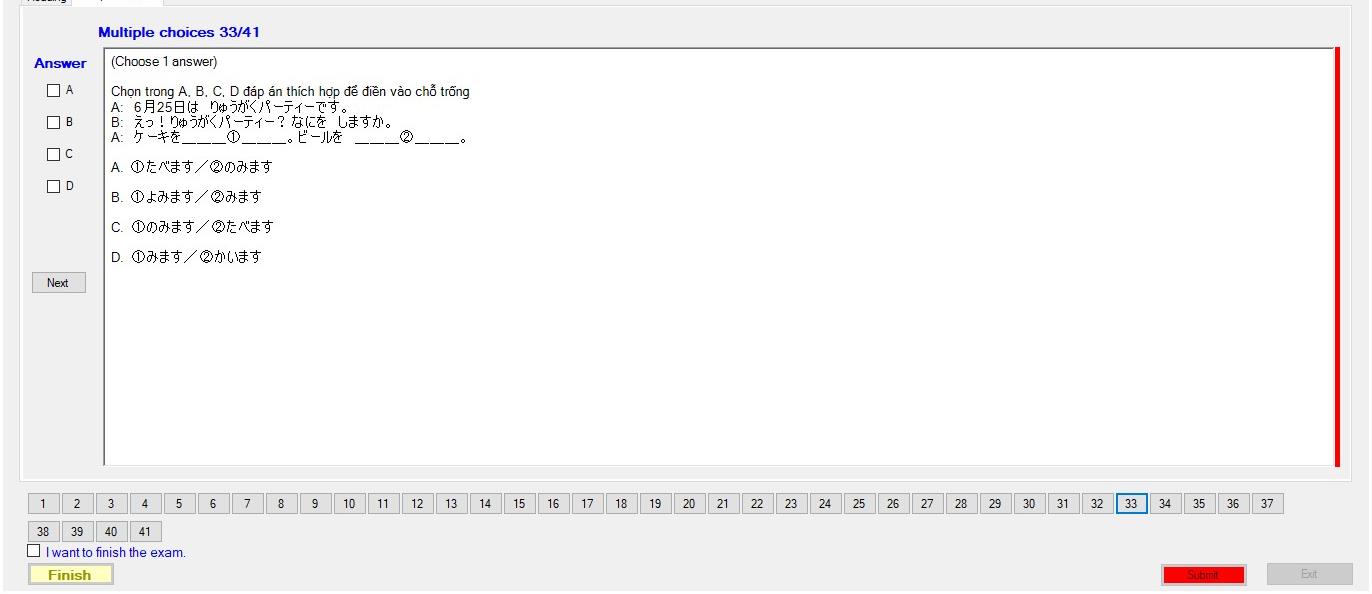 Multiple choices 33/41
Answer
A
B
C
D
Next
(Choose 1 answer)
Chọn trong A, B, C, D đáp án thích hợp để điền vào chỗ trống
A: 6月25日は りゅうがくパーティーです。
B: えっ！りゅうがくパーティー？なにを しますか。
A: ケーキを______①______。ビールを ______②______。
A. ①たべます／②のみます
B. ①よみます／②みます
C. ①のみます／②たべます
D. ①みます／②かいます
1 2 3 4 5 6 7 8 9 10 11 12 13 14 15 16 17 18 19 20 21 22 23 24 25 26 27 28 29 30 31 32 33 34 35 36 37
38 39 40 41
I want to finish the exam.
Finish
Submit
Exit